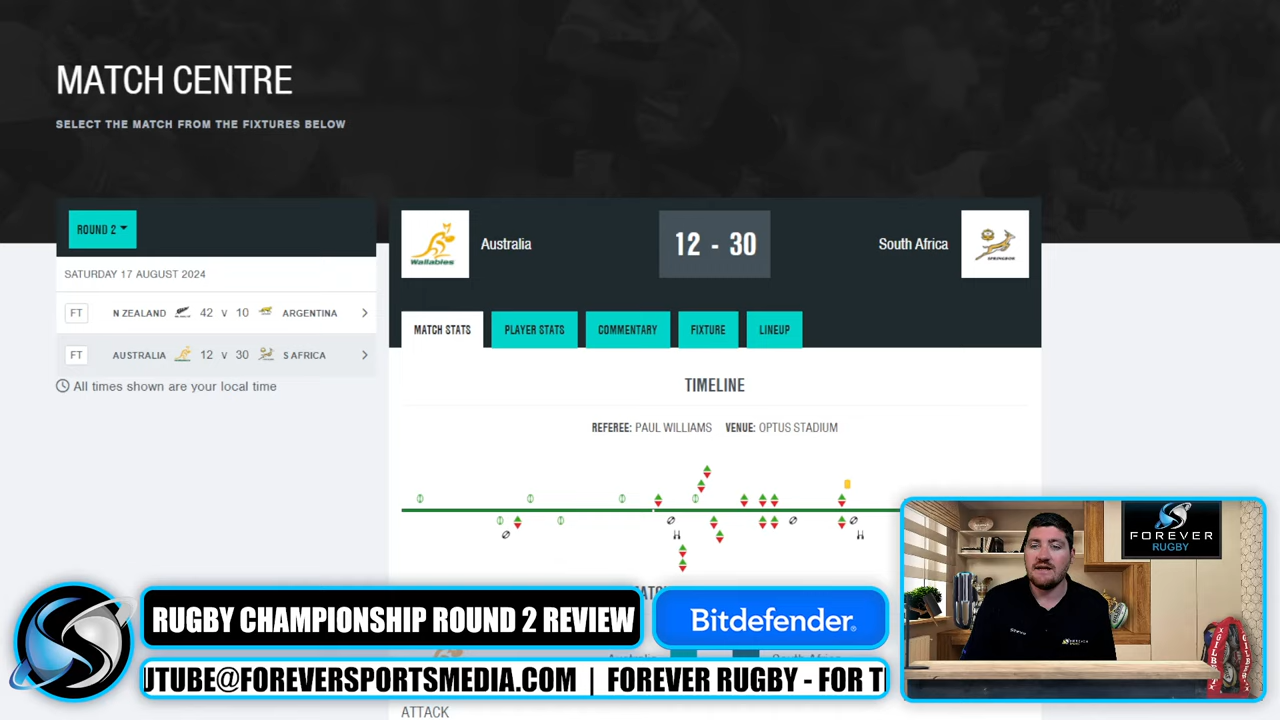 MATCH CENTRE
SELECT THE MATCH FROM THE FIXTURES BELOW
ROUND 2
SATURDAY 17 AUGUST 2024
FT N ZEALAND 42 v 10 ARGENTINA
FT AUSTRALIA 12 v 30 S AFRICA
All times shown are your local time
Wallabies
Australia
12 - 30
South Africa
SPRINGBOK
MATCH STATS
PLAYER STATS
COMMENTARY
FIXTURE
LINEUP
TIMELINE
REFEREE: PAUL WILLIAMS VENUE: OPTUS STADIUM
FOREVER
RUGBY
Steve
RUGBY CHAMPIONSHIP ROUND 2 REVIEW
Bitdefender
UTUBE@FOREVERSPORTSMEDIA.COM | FOREVER RUGBY - FOR T
ATTACK